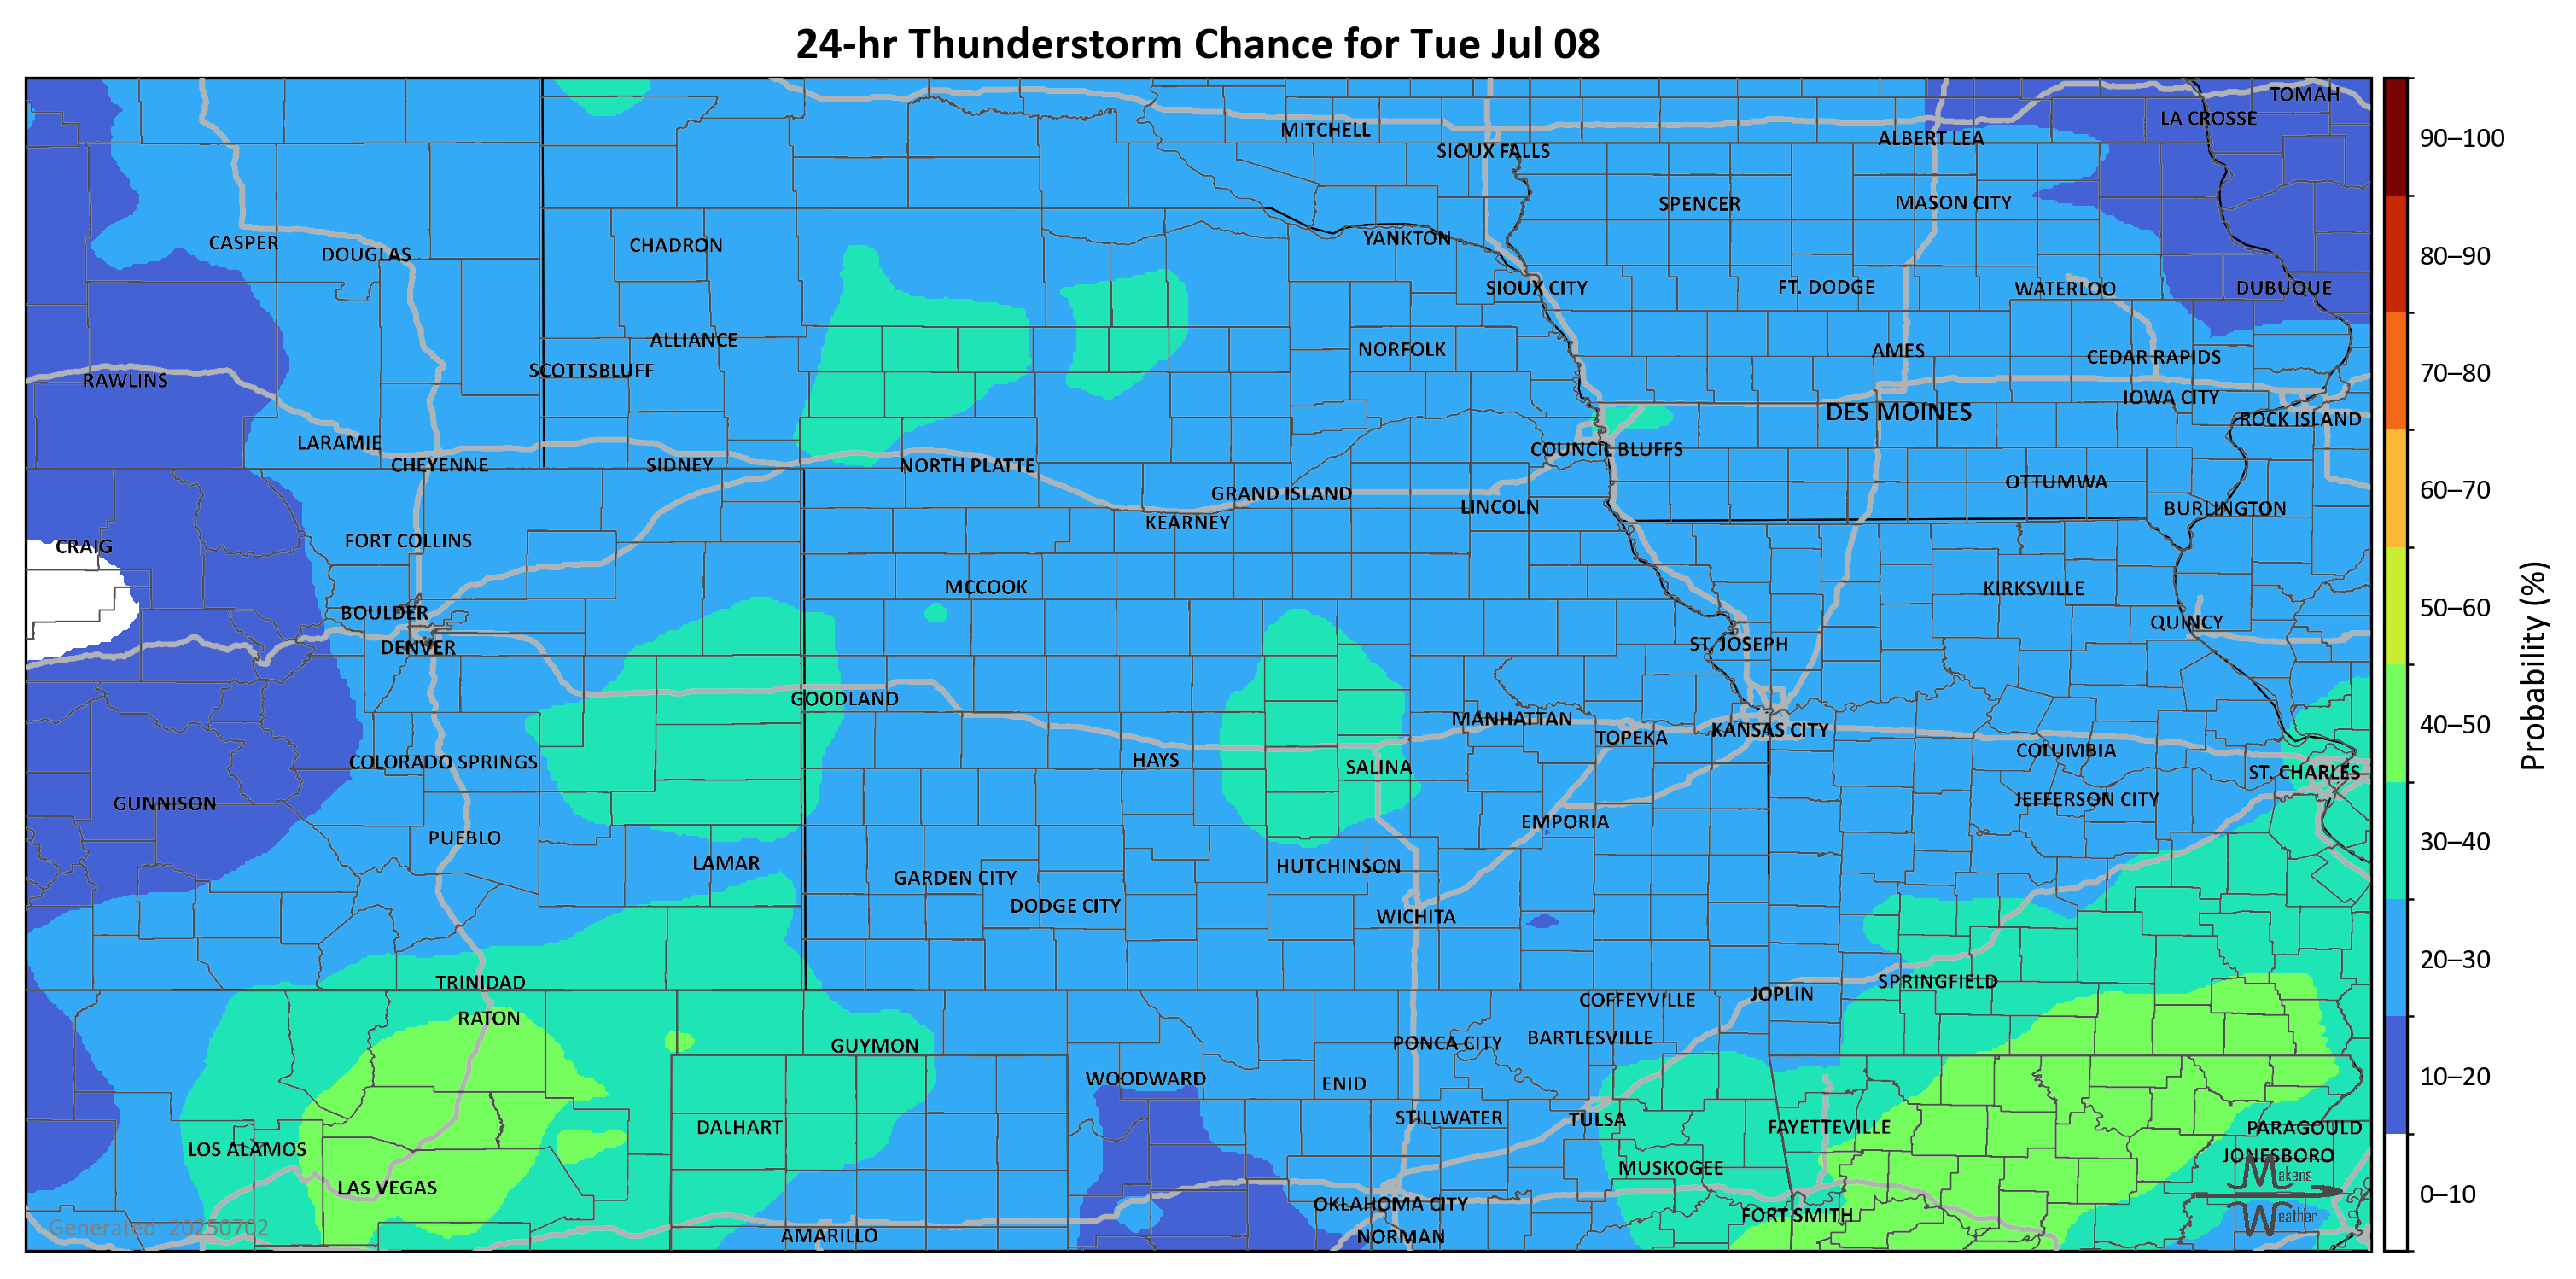 24-hr Thunderstorm Chance for Tue Jul 08
TOMAH
LA CROSSE
MITCHELL
ALBERT LEA
90–100
SIOUX FALLS
SPENCER
MASON CITY
YANKTON
CASPER
CHADRON
DOUGLAS
80–90
SIOUX CITY
FT. DODGE
WATERLOO
DUBUQUE
ALLIANCE
NORFOLK
AMES
CEDAR RAPIDS
SCOTTSBLUFF
RAWLINS
70–80
IOWA CITY
DES MOINES
ROCK ISLAND
LARAMIE
COUNCIL BLUFFS
CHEYENNE
SIDNEY
NORTH PLATTE
OTTUMWA
60–70
GRAND ISLAND
LINCOLN
BURLINGTON
KEARNEY
CRAIG
FORT COLLINS
MCCOOK
KIRKSVILLE
50–60
BOULDER
QUINCY
DENVER
ST. JOSEPH
Probability (%)
GOODLAND
MANHATTAN
40–50
KANSAS CITY
TOPEKA
COLUMBIA
COLORADO SPRINGS
HAYS
SALINA
ST. CHARLES
GUNNISON
JEFFERSON CITY
EMPORIA
PUEBLO
30–40
LAMAR
HUTCHINSON
GARDEN CITY
DODGE CITY
WICHITA
20–30
TRINIDAD
SPRINGFIELD
JOPLIN
COFFEYVILLE
RATON
BARTLESVILLE
GUYMON
PONCA CITY
WOODWARD
ENID
10–20
STILLWATER
TULSA
DALHART
FAYETTEVILLE
PARAGOULD
LOS ALAMOS
JONESBORO
MUSKOGEE
Mekens
LAS VEGAS
0–10
OKLAHOMA CITY
FORT SMITH
Weather
Generated: 20250702
AMARILLO
NORMAN